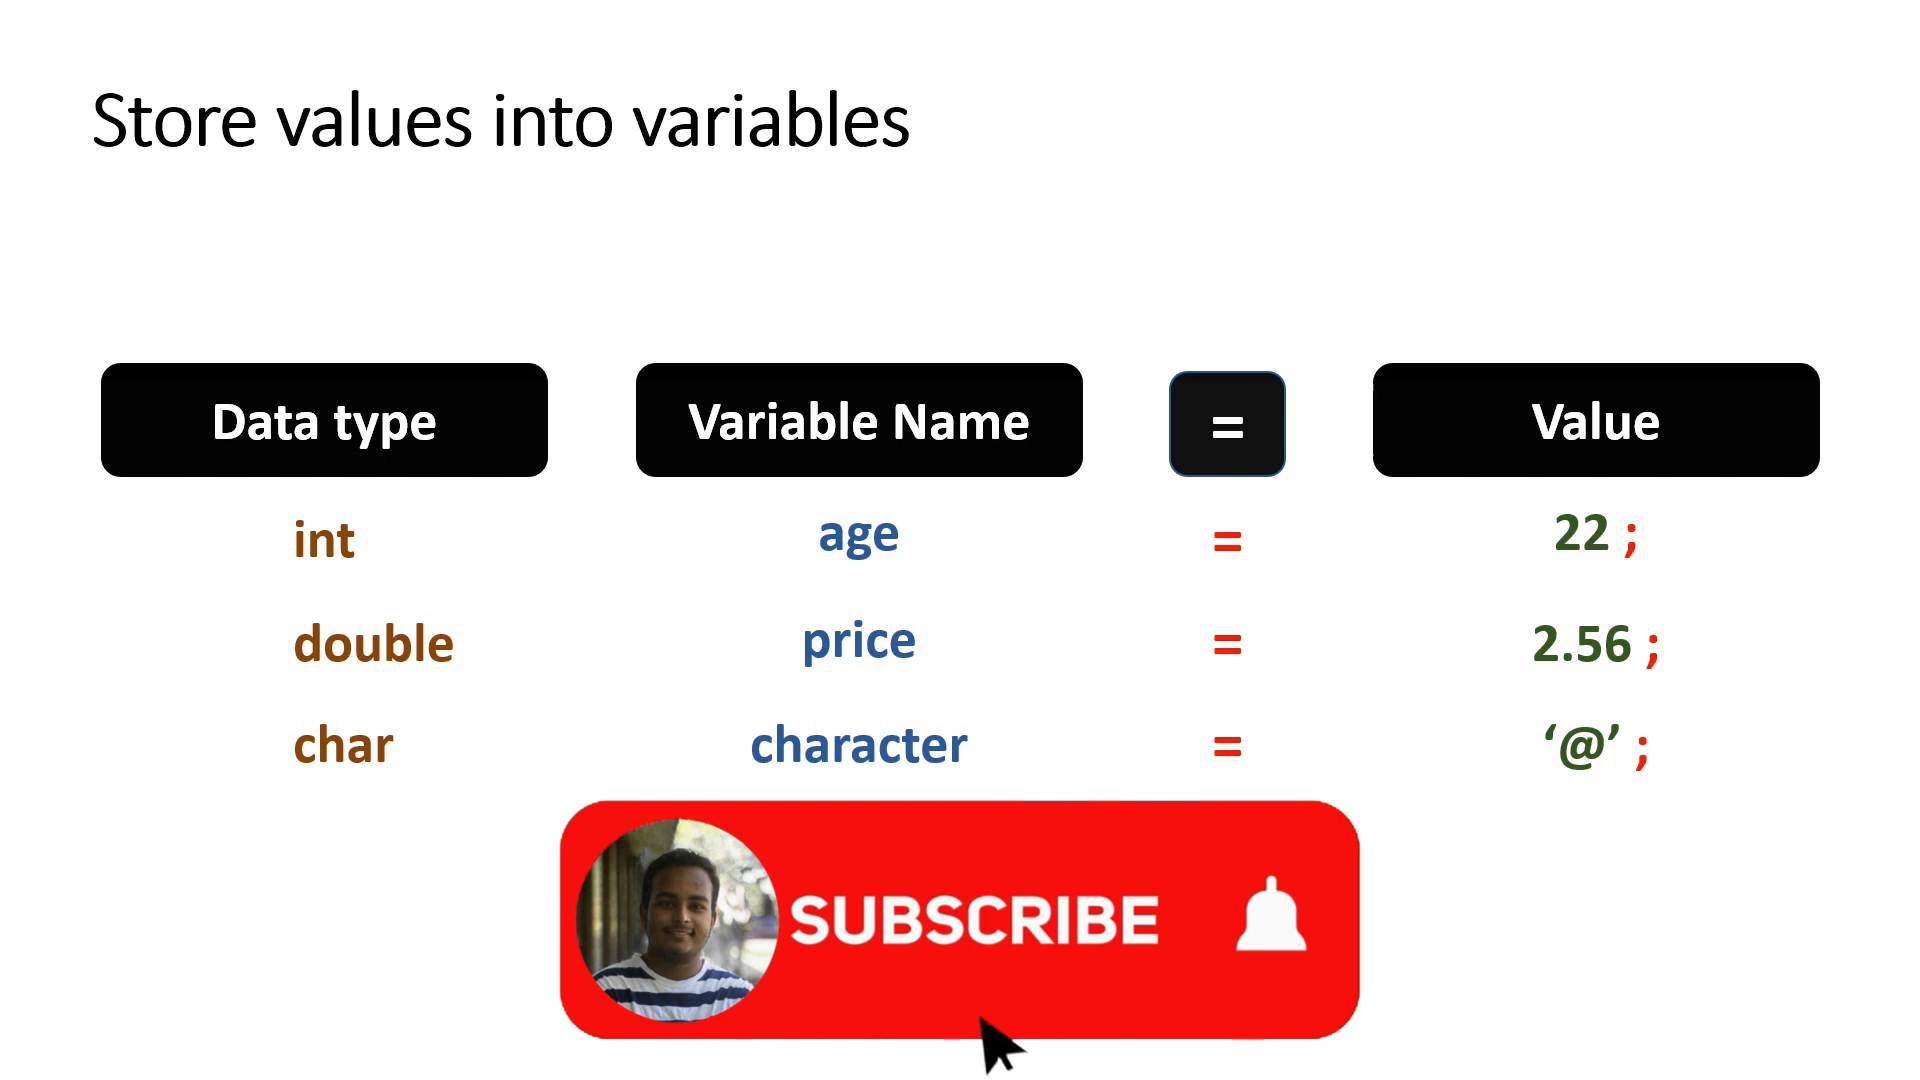 Store values into variables
Data type Variable Name = Value
int age = 22 ;
double price = 2.56 ;
char character = ‘@’ ;
SUBSCRIBE